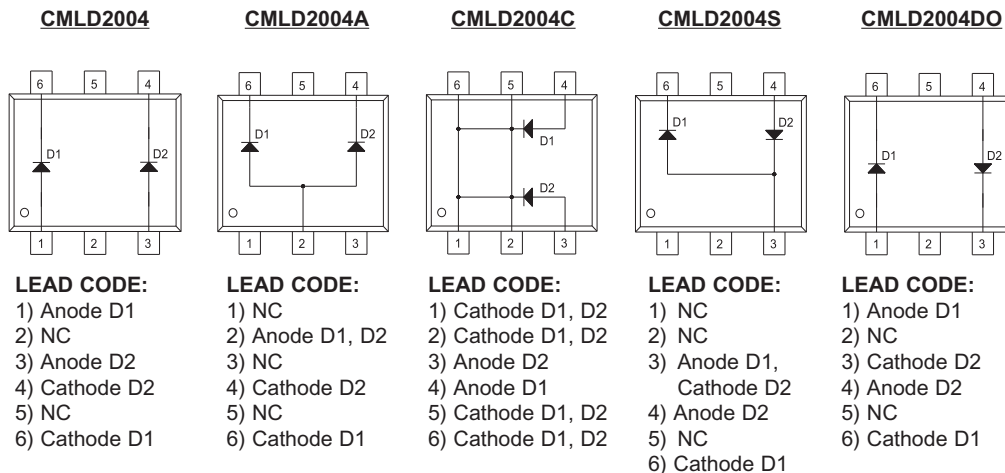 CMLD2004
CMLD2004A
CMLD2004C
CMLD2004S
CMLD2004DO
6 5 4
D1 D2
1 2 3
6 5 4
D1 D2
1 2 3
6 5 4
D1
D2
1 2 3
6 5 4
D1 D2
1 2 3
6 5 4
D1 D2
1 2 3
LEAD CODE:
1) Anode D1
2) NC
3) Anode D2
4) Cathode D2
5) NC
6) Cathode D1
LEAD CODE:
1) NC
2) Anode D1, D2
3) NC
4) Cathode D2
5) NC
6) Cathode D1
LEAD CODE:
1) Cathode D1, D2
2) Cathode D1, D2
3) Anode D2
4) Anode D1
5) Cathode D1, D2
6) Cathode D1, D2
LEAD CODE:
1) NC
2) NC
3) Anode D1,
Cathode D2
4) Anode D2
5) NC
6) Cathode D1
LEAD CODE:
1) Anode D1
2) NC
3) Cathode D2
4) Anode D2
5) NC
6) Cathode D1